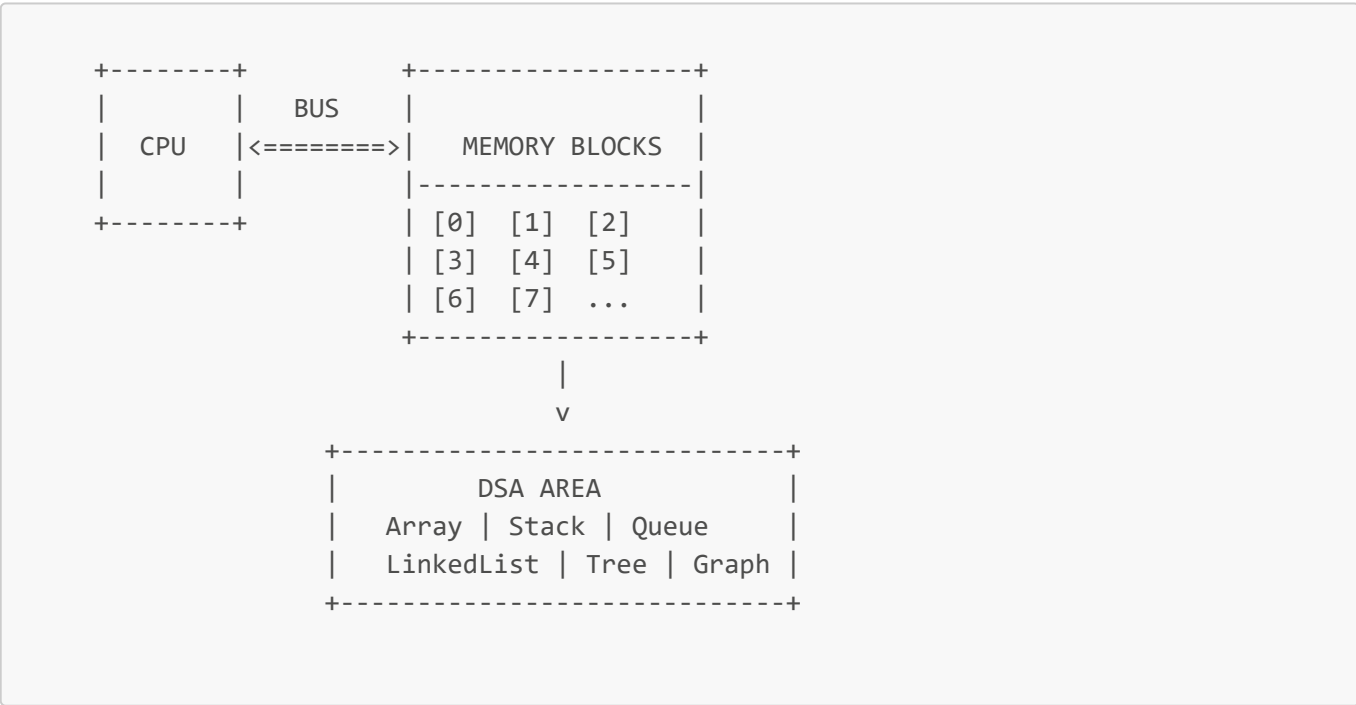 +--------+          +------------------+
|        |   BUS    |                  |
|  CPU   |<========>|   MEMORY BLOCKS  |
|        |          |------------------|
+--------+          | [0]  [1]  [2]    |
                    | [3]  [4]  [5]    |
                    | [6]  [7]  ...    |
                    +------------------+
                              |
                              v
               +-----------------------------+
               |         DSA AREA            |
               |   Array | Stack | Queue     |
               |   LinkedList | Tree | Graph |
               +-----------------------------+